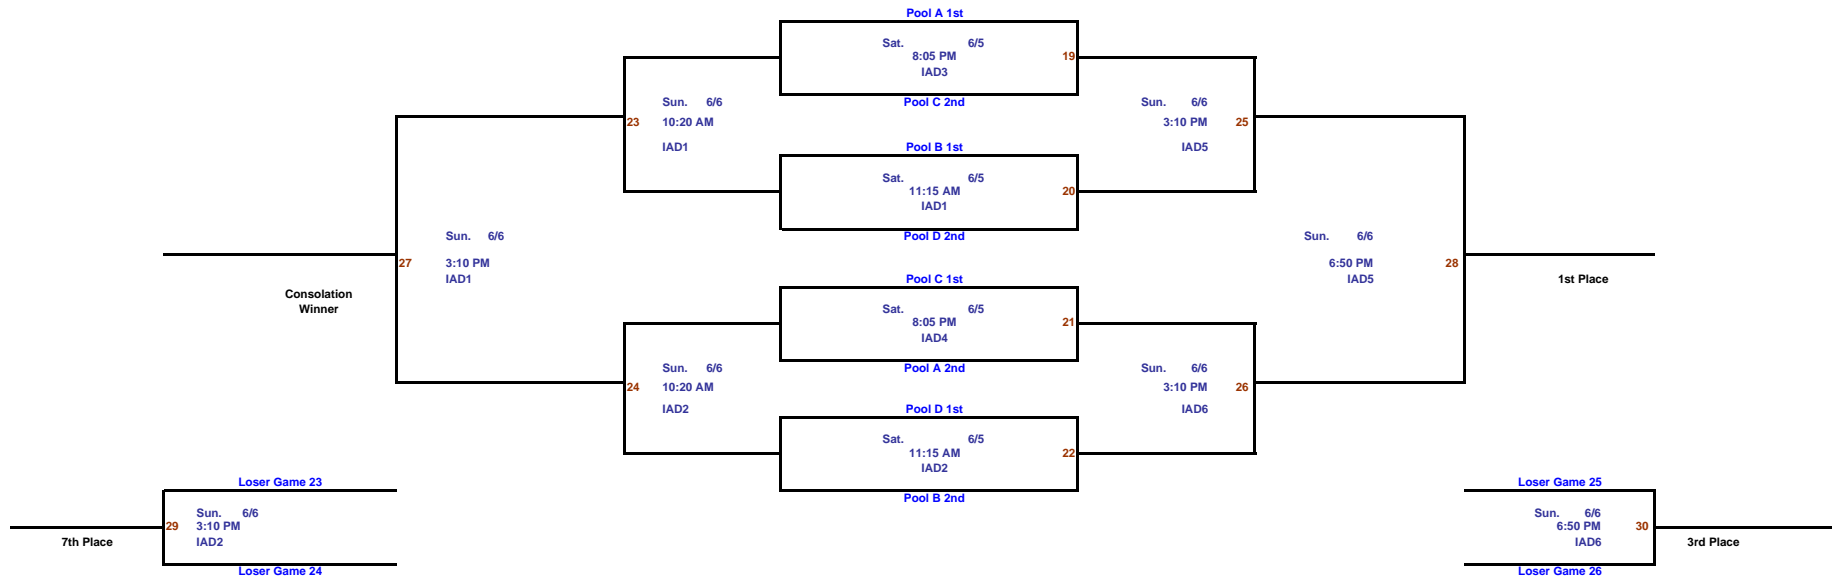 Pool A 1st
Sat. 6/5
8:05 PM 19
IAD3
Pool C 2nd
Sun. 6/6
23 10:20 AM
IAD1
Sun. 6/6
3:10 PM 25
IAD5
Pool B 1st
Sat. 6/5
11:15 AM 20
IAD1
Pool D 2nd
Sun. 6/6
27 3:10 PM
IAD1
Consolation
Winner
Sun. 6/6
6:50 PM 28
IAD5
1st Place
Pool C 1st
Sat. 6/5
8:05 PM 21
IAD4
Pool A 2nd
Sun. 6/6
24 10:20 AM
IAD2
Sun. 6/6
3:10 PM 26
IAD6
Pool D 1st
Sat. 6/5
11:15 AM 22
IAD2
Pool B 2nd
Loser Game 23
Sun. 6/6
29 3:10 PM
IAD2
7th Place
Loser Game 24
Loser Game 25
Sun. 6/6
6:50 PM 30
IAD6
3rd Place
Loser Game 26